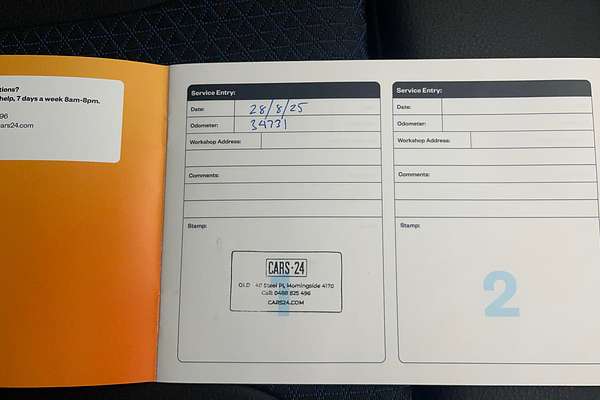 tions?
help, 7 days a week 8am-8pm.
96
ars24.com
Service Entry:
Date: 28/8/25
Odometer: 34731
Workshop Address:
Comments:
Stamp:
CARS·24
QLD 40 Steel Pl, Morningside 4170
Call: 0488 825 496
CARS24.COM
1
Service Entry:
Date:
Odometer:
Workshop Address:
Comments:
Stamp:
2